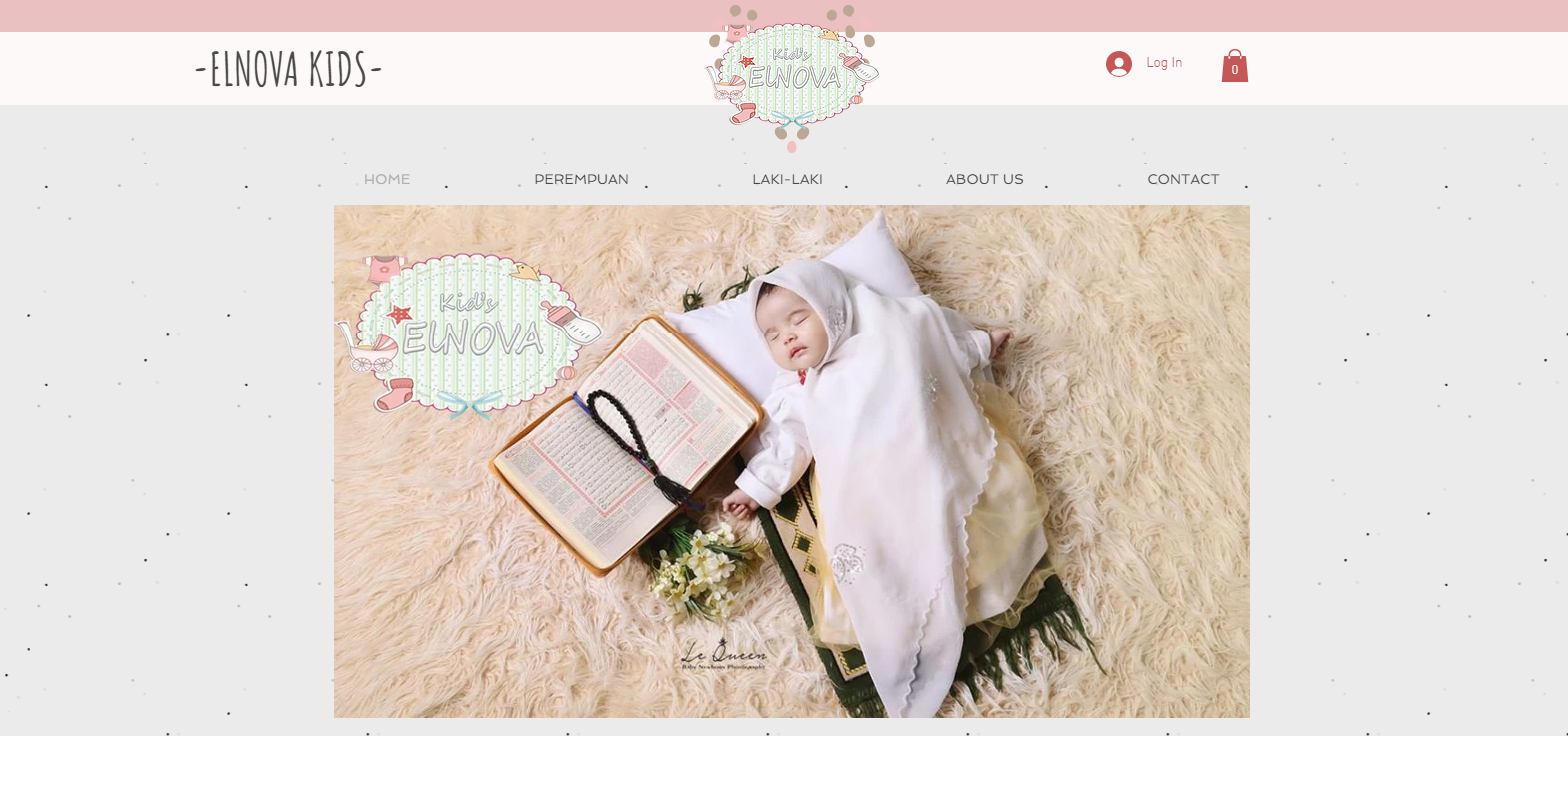 -ELNOVA KIDS-
Kid's
ELNOVA
Log In
0
HOME
PEREMPUAN
LAKI-LAKI
ABOUT US
CONTACT
Kid's
ELNOVA
Le Queen
Baby Newborn Photography